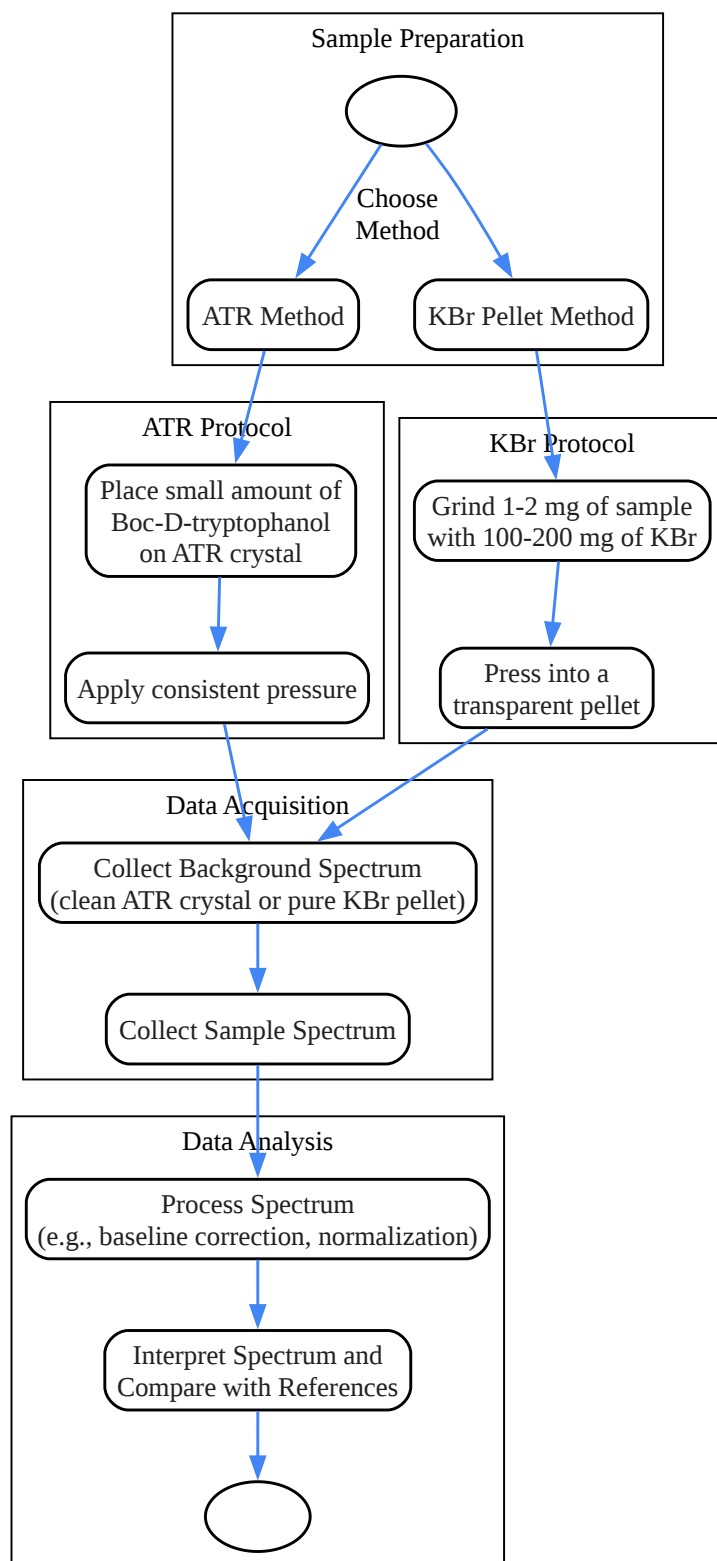 Sample Preparation
Choose
Method
ATR Method
KBr Pellet Method
ATR Protocol
KBr Protocol
Place small amount of
Boc-D-tryptophanol
on ATR crystal
Grind 1-2 mg of sample
with 100-200 mg of KBr
Apply consistent pressure
Press into a
transparent pellet
Data Acquisition
Collect Background Spectrum
(clean ATR crystal or pure KBr pellet)
Collect Sample Spectrum
Data Analysis
Process Spectrum
(e.g., baseline correction, normalization)
Interpret Spectrum and
Compare with References